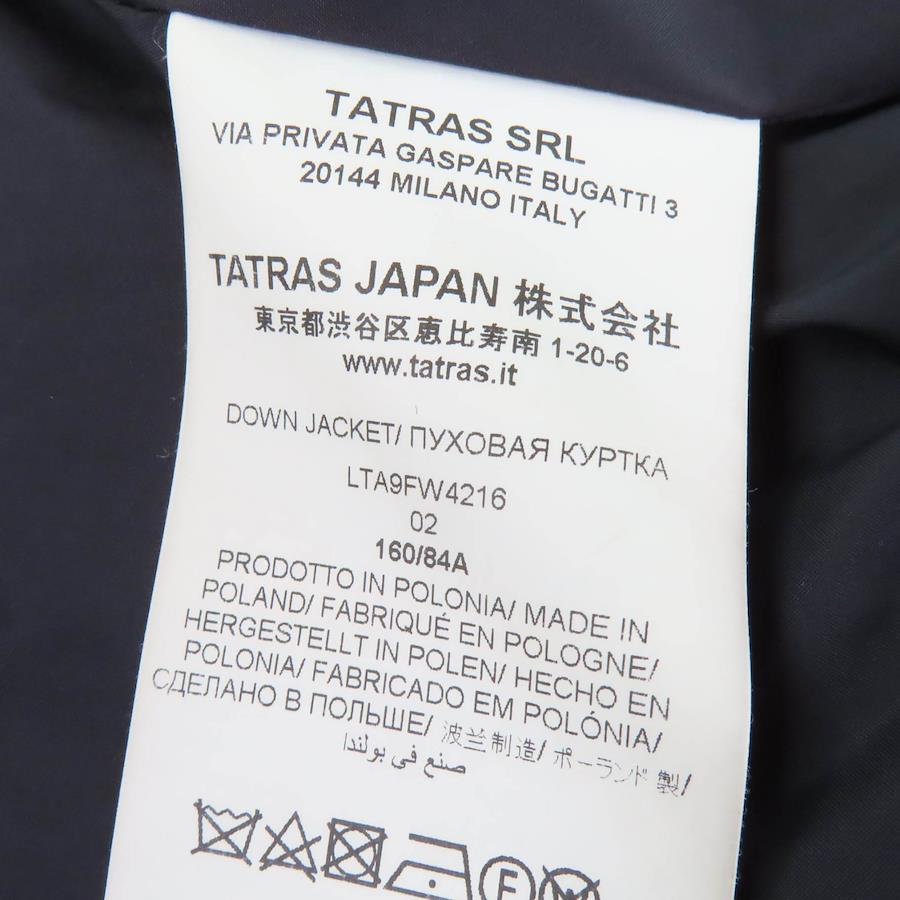 TATRAS SRL
VIA PRIVATA GASPARE BUGATTI 3
20144 MILANO ITALY
TATRAS JAPAN 株式会社
東京都渋谷区恵比寿南 1-20-6
www.tatras.it
DOWN JACKET/ ПУХОВАЯ КУРТКА
LTA9FW4216
02
160/84A
PRODOTTO IN POLONIA/ MADE IN
POLAND/ FABRIQUÉ EN POLOGNE/
HERGESTELLT IN POLEN/ HECHO EN
POLONIA/ FABRICADO EM POLÓNIA/
СДЕЛАНО В ПОЛЬШЕ/ 波兰制造/ ポーランド 製/
صنع في بولندا
F